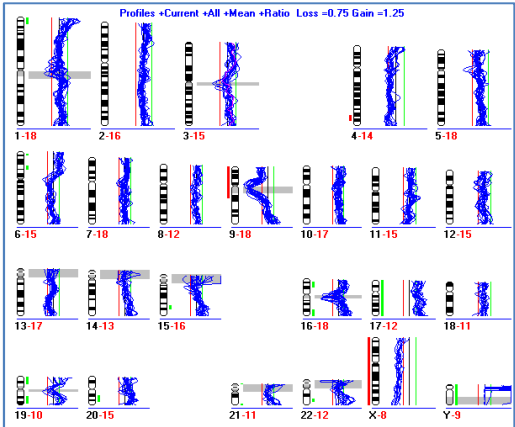 Profiles +Current +All +Mean +Ratio Loss =0.75 Gain =1.25
1-18 2-16 3-15 4-14 5-18
6-15 7-18 8-12 9-18 10-17 11-15 12-15
13-17 14-13 15-16 16-18 17-12 18-11
19-10 20-15 21-11 22-12 X-8 Y-9